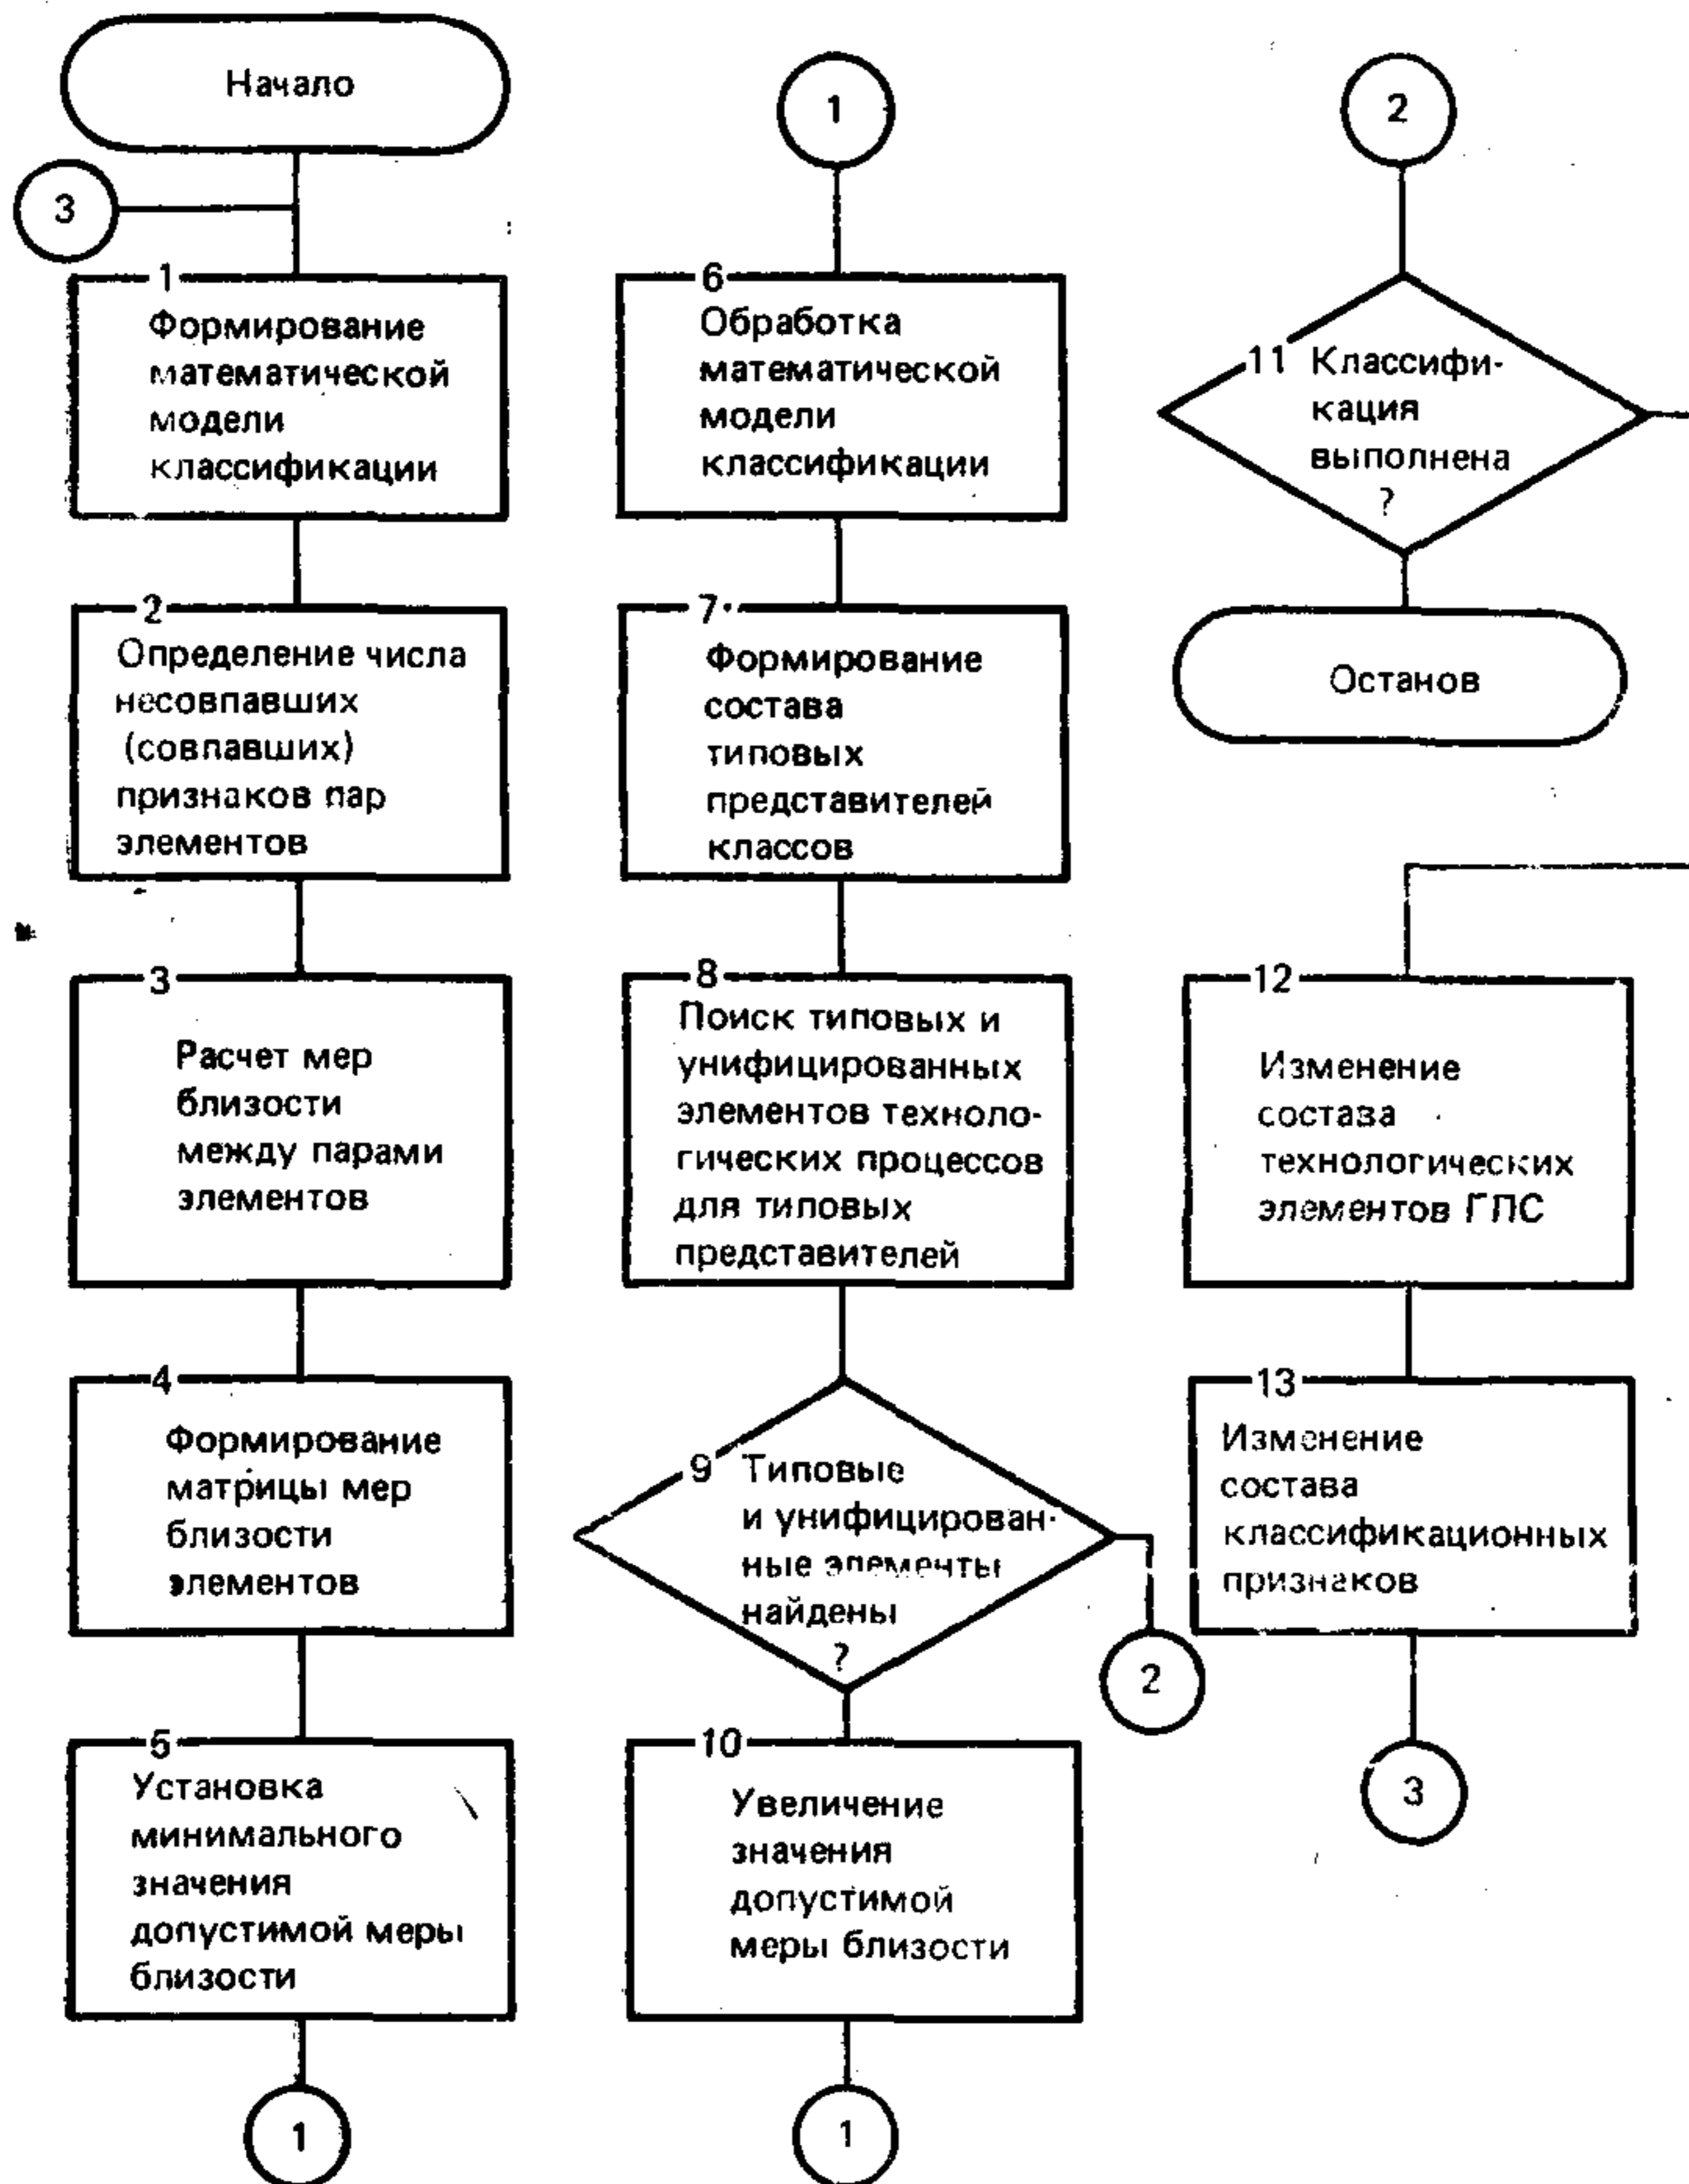 Начало
3
1
Формирование
математической
модели
классификации
2
Определение числа
несовпавших
(совпавших)
признаков пар
элементов
3
Расчет мер
близости
между парами
элементов
4
Формирование
матрицы мер
близости
элементов
5
Установка
минимального
значения
допустимой меры
близости
1
1
6
Обработка
математической
модели
классификации
7
Формирование
состава
типовых
представителей
классов
8
Поиск типовых и
унифицированных
элементов техноло-
гических процессов
для типовых
представителей
9 Типовые
и унифицирован-
ные элементы
найдены
?
2
10
Увеличение
значения
допустимой
меры близости
1
2
11 Классифи-
кация
выполнена
?
Останов
12
Изменение
состава
технологических
элементов ГПС
13
Изменение
состава
классификационных
признаков
3